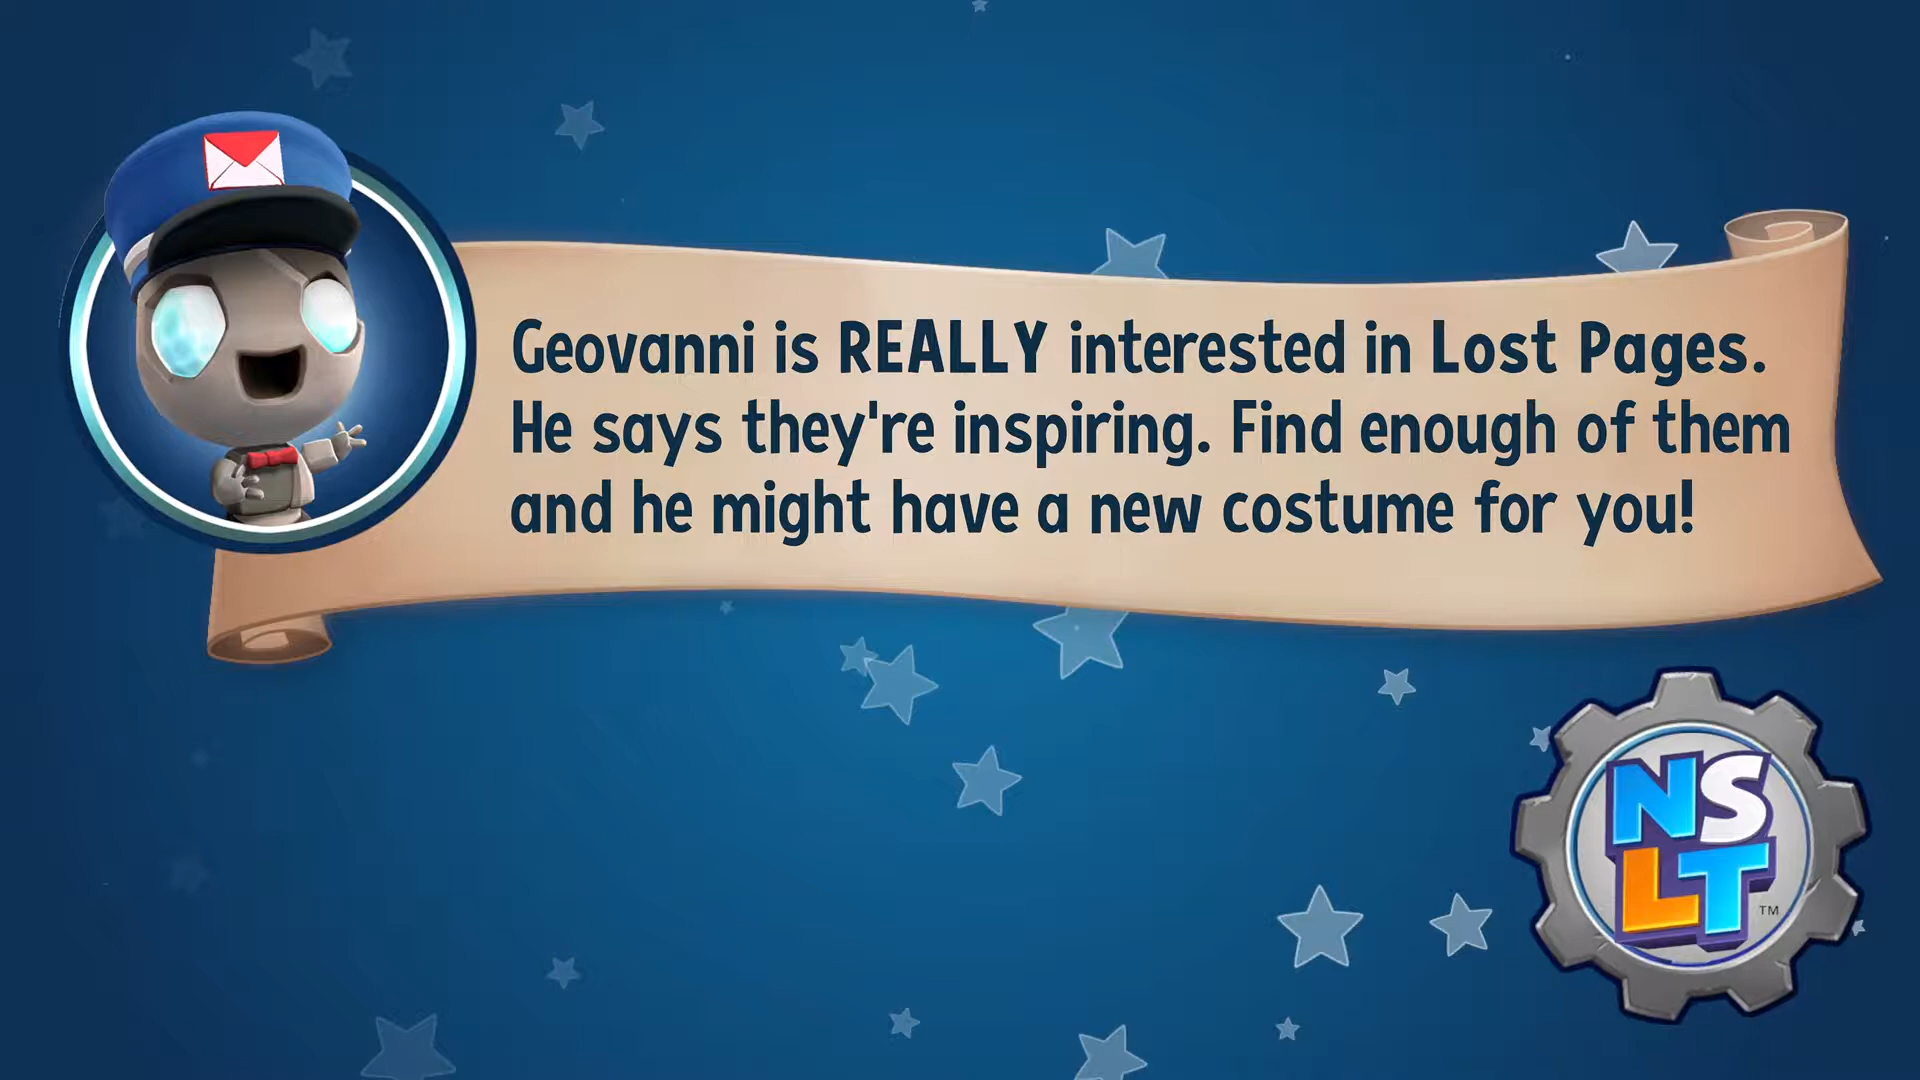 Geovanni is REALLY interested in Lost Pages.
He says they're inspiring. Find enough of them
and he might have a new costume for you!
NS
LT
TM